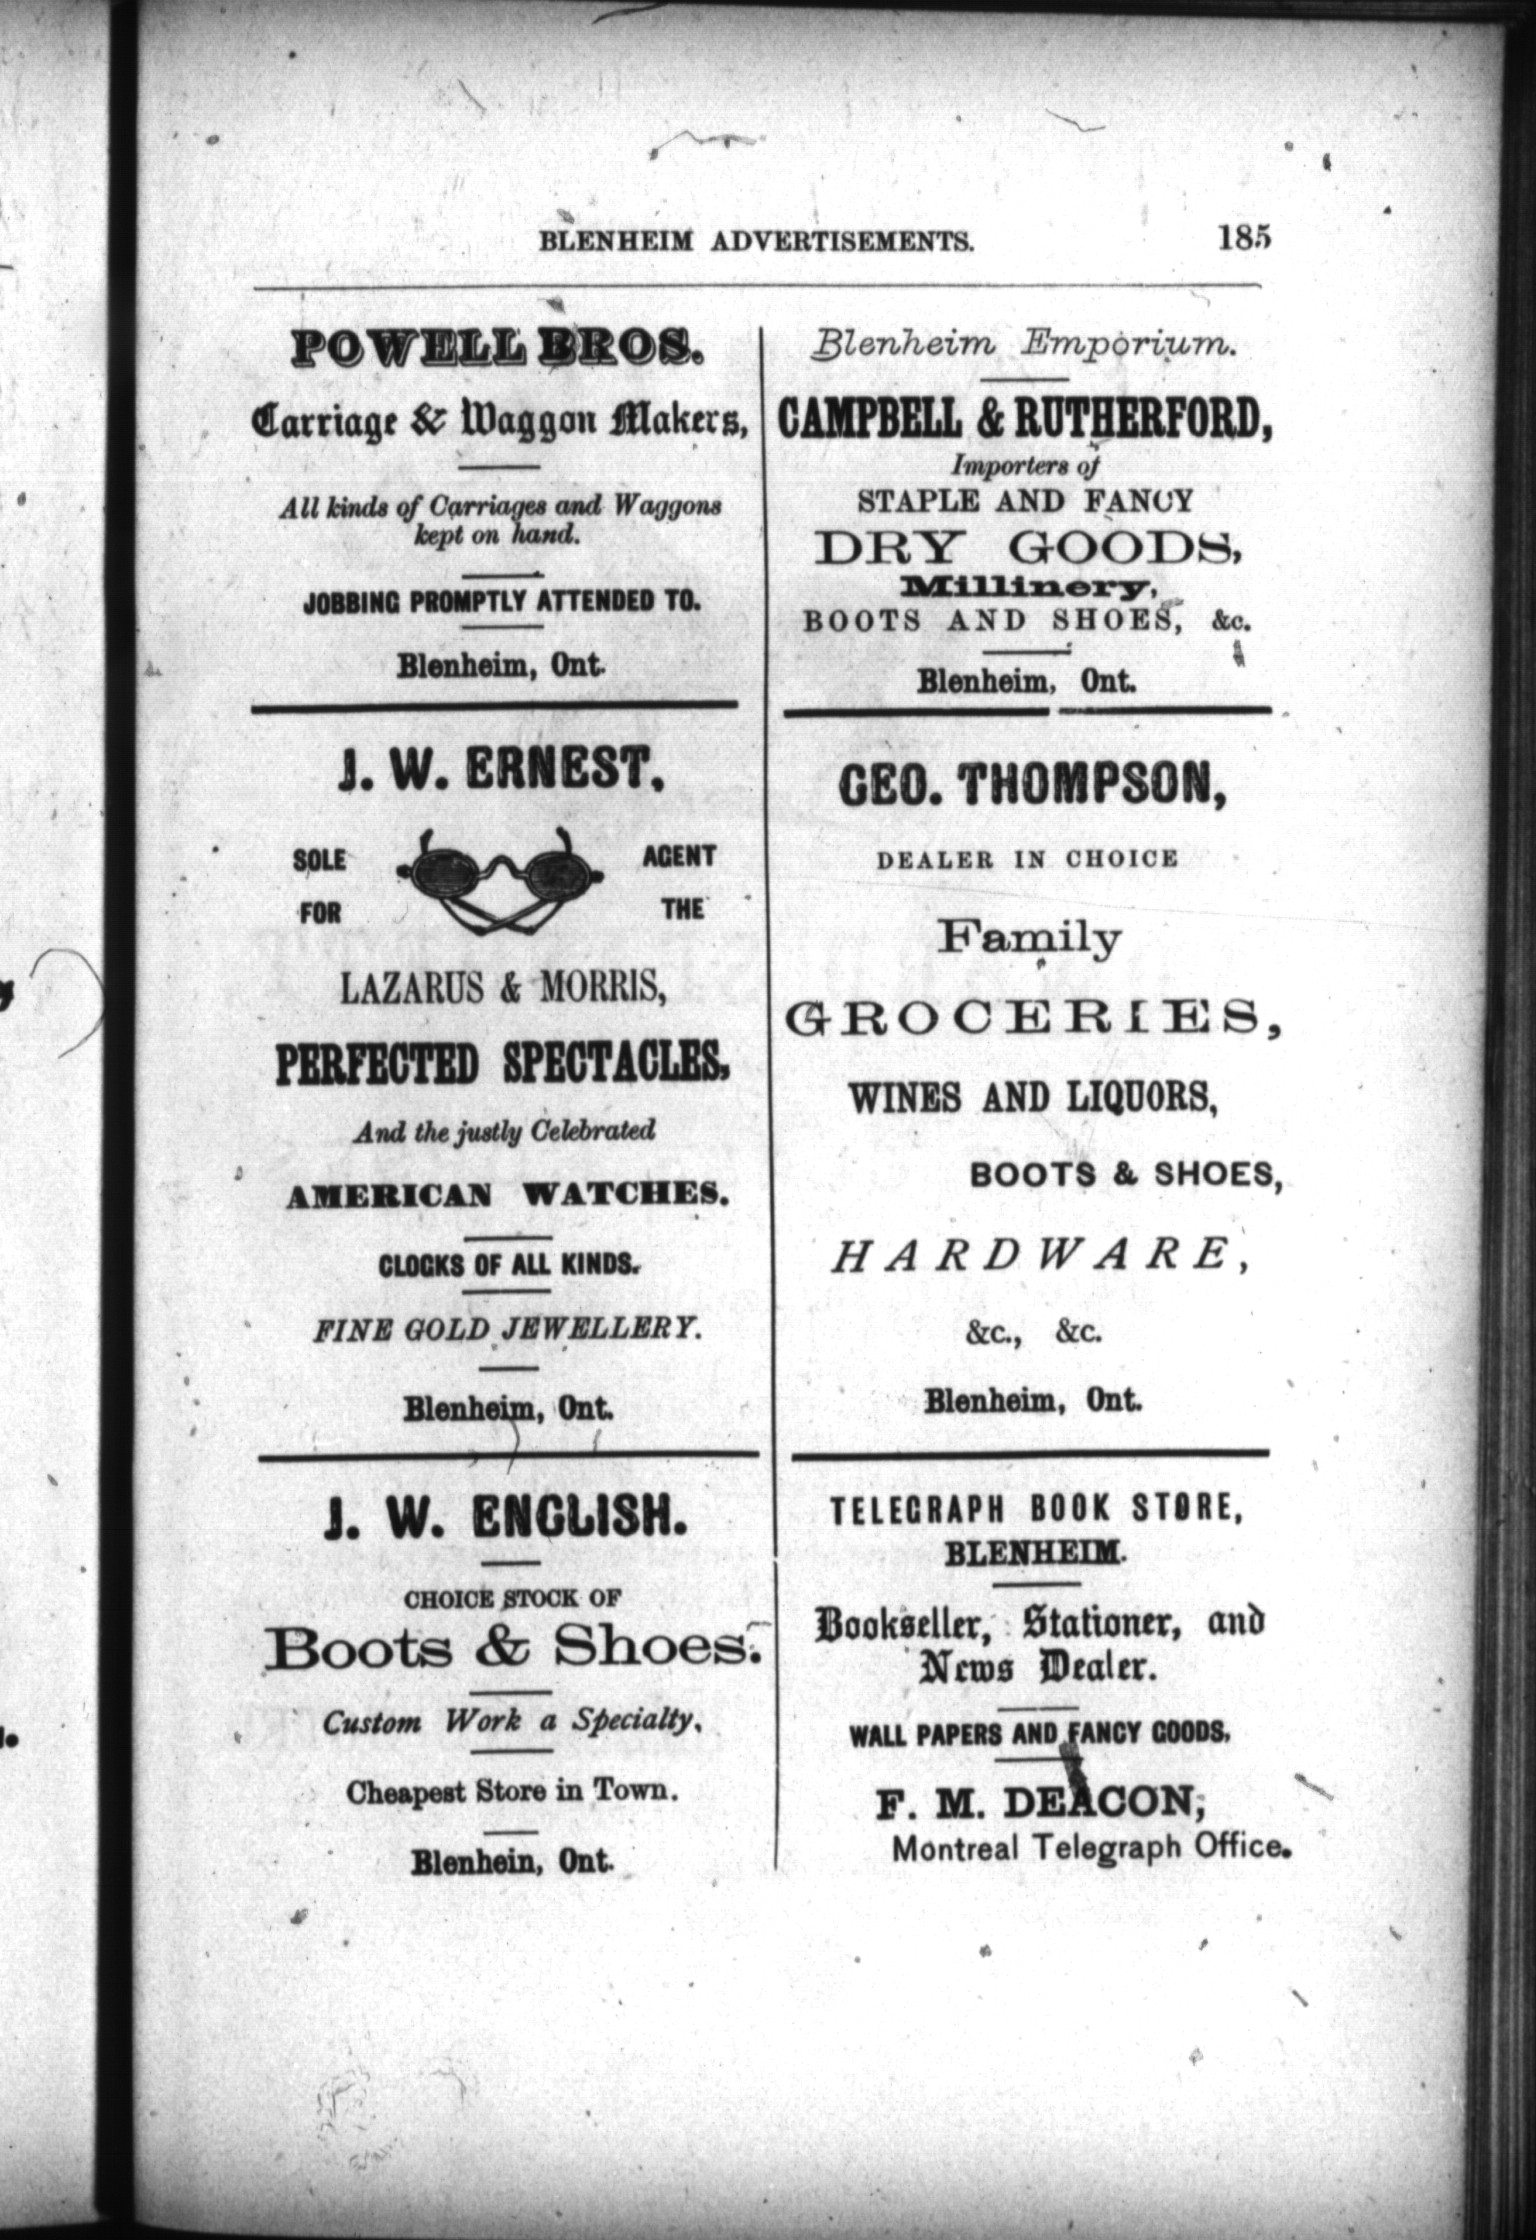 BLENHEIM ADVERTISEMENTS. 185
POWELL BROS.
Carriage & Waggon Makers,
All kinds of Carriages and Waggons
kept on hand.
JOBBING PROMPTLY ATTENDED TO.
Blenheim, Ont.
J. W. ERNEST,
SOLE AGENT
FOR THE
LAZARUS & MORRIS,
PERFECTED SPECTACLES,
And the justly Celebrated
AMERICAN WATCHES.
CLOCKS OF ALL KINDS.
FINE GOLD JEWELLERY.
Blenheim, Ont.
J. W. ENGLISH.
CHOICE STOCK OF
Boots & Shoes.
Custom Work a Specialty,
Cheapest Store in Town.
Blenhein, Ont.
Blenheim Emporium.
CAMPBELL & RUTHERFORD,
Importers of
STAPLE AND FANCY
DRY GOODS,
Millinery,
BOOTS AND SHOES, &c.
Blenheim, Ont.
GEO. THOMPSON,
DEALER IN CHOICE
Family
GROCERIES,
WINES AND LIQUORS,
BOOTS & SHOES,
HARDWARE,
&c., &c.
Blenheim, Ont.
TELEGRAPH BOOK STORE,
BLENHEIM.
Bookseller, Stationer, and
News Dealer.
WALL PAPERS AND FANCY GOODS,
F. M. DEACON,
Montreal Telegraph Office.